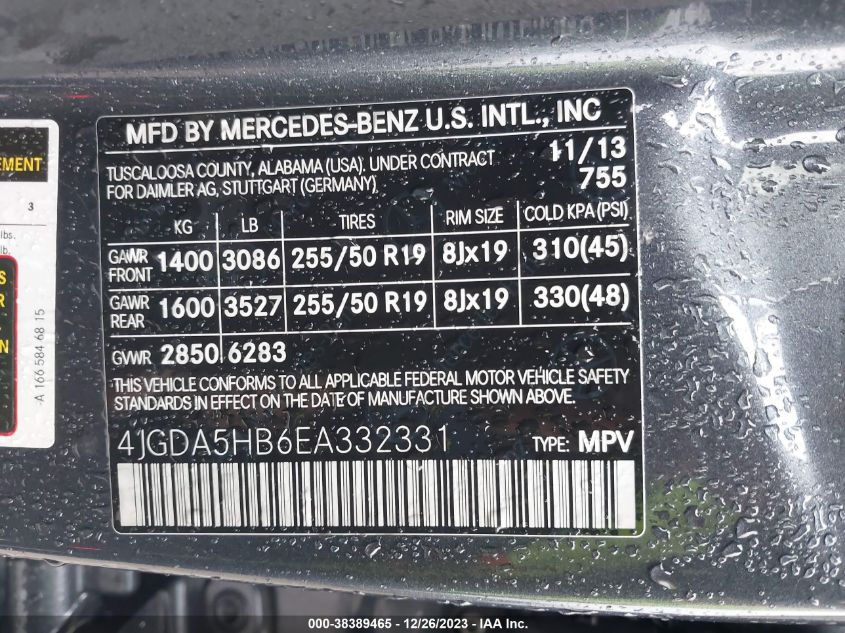 MFD BY MERCEDES-BENZ U.S. INTL., INC
TUSCALOOSA COUNTY, ALABAMA (USA). UNDER CONTRACT 11/13
FOR DAIMLER AG, STUTTGART (GERMANY) 755
KG LB TIRES RIM SIZE COLD KPA (PSI)
GAWR FRONT 1400 3086 255/50 R19 8Jx19 310(45)
GAWR REAR 1600 3527 255/50 R19 8Jx19 330(48)
GVWR 2850 6283
THIS VEHICLE CONFORMS TO ALL APPLICABLE FEDERAL MOTOR VEHICLE SAFETY
STANDARDS IN EFFECT ON THE DATE OF MANUFACTURE SHOWN ABOVE.
4JGDA5HB6EA332331 TYPE: MPV
3
lbs.
lb.
A 166 584 68 15
000-38389465 - 12/26/2023 - IAA Inc.